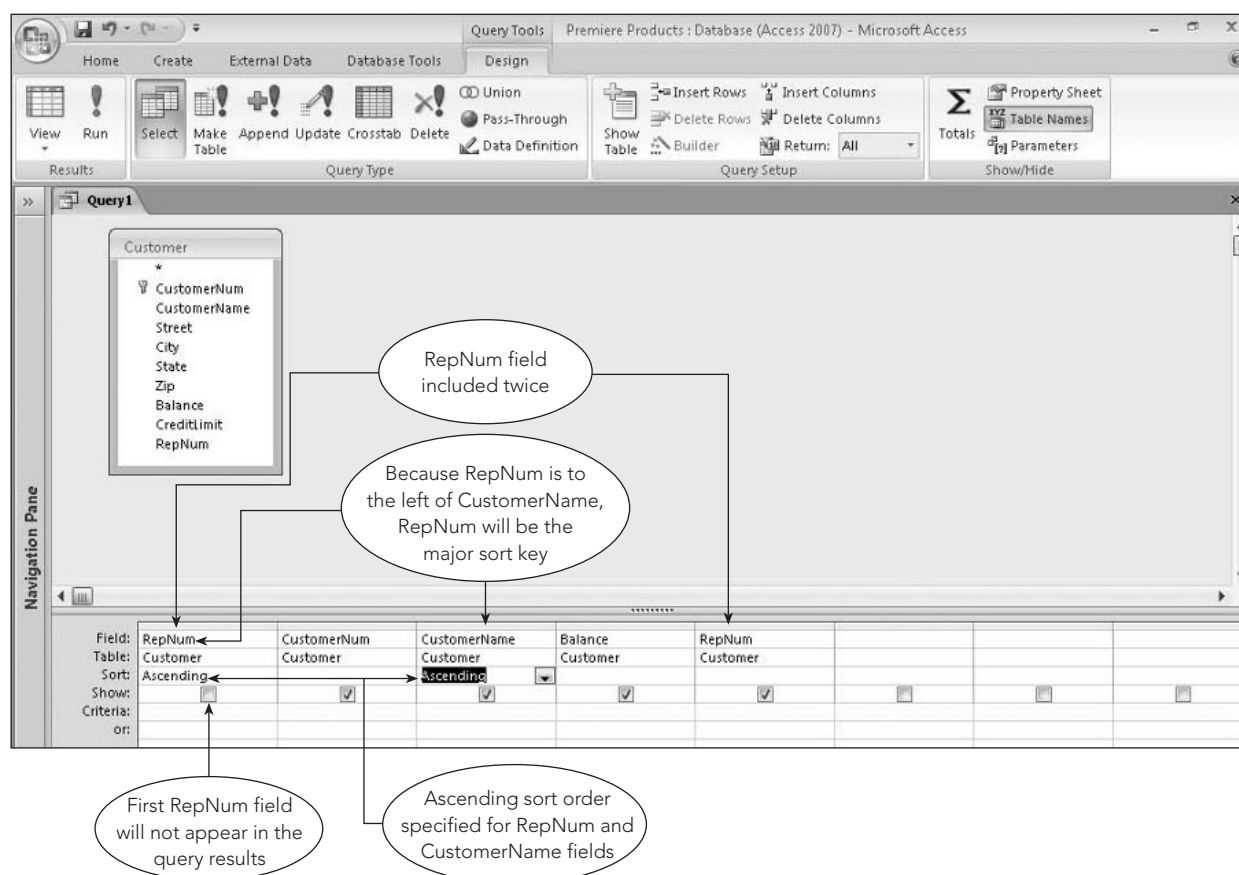 Query Tools
Premiere Products : Database (Access 2007) - Microsoft Access
Home Create External Data Database Tools Design
View
Run
Results
Select
Make Table
Append
Update
Crosstab
Delete
Union
Pass-Through
Data Definition
Query Type
Show Table
Insert Rows
Delete Rows
Builder
Insert Columns
Delete Columns
Return: All
Query Setup
Σ
Totals
Property Sheet
XYZ Table Names
[?] Parameters
Show/Hide
» Query1
Customer
*
CustomerNum
CustomerName
Street
City
State
Zip
Balance
CreditLimit
RepNum
RepNum field
included twice
Because RepNum is to
the left of CustomerName,
RepNum will be the
major sort key
Navigation Pane
Field: RepNum CustomerNum CustomerName Balance RepNum
Table: Customer Customer Customer Customer Customer
Sort: Ascending Ascending
Show:
Criteria:
or:
First RepNum field
will not appear in the
query results
Ascending sort order
specified for RepNum and
CustomerName fields